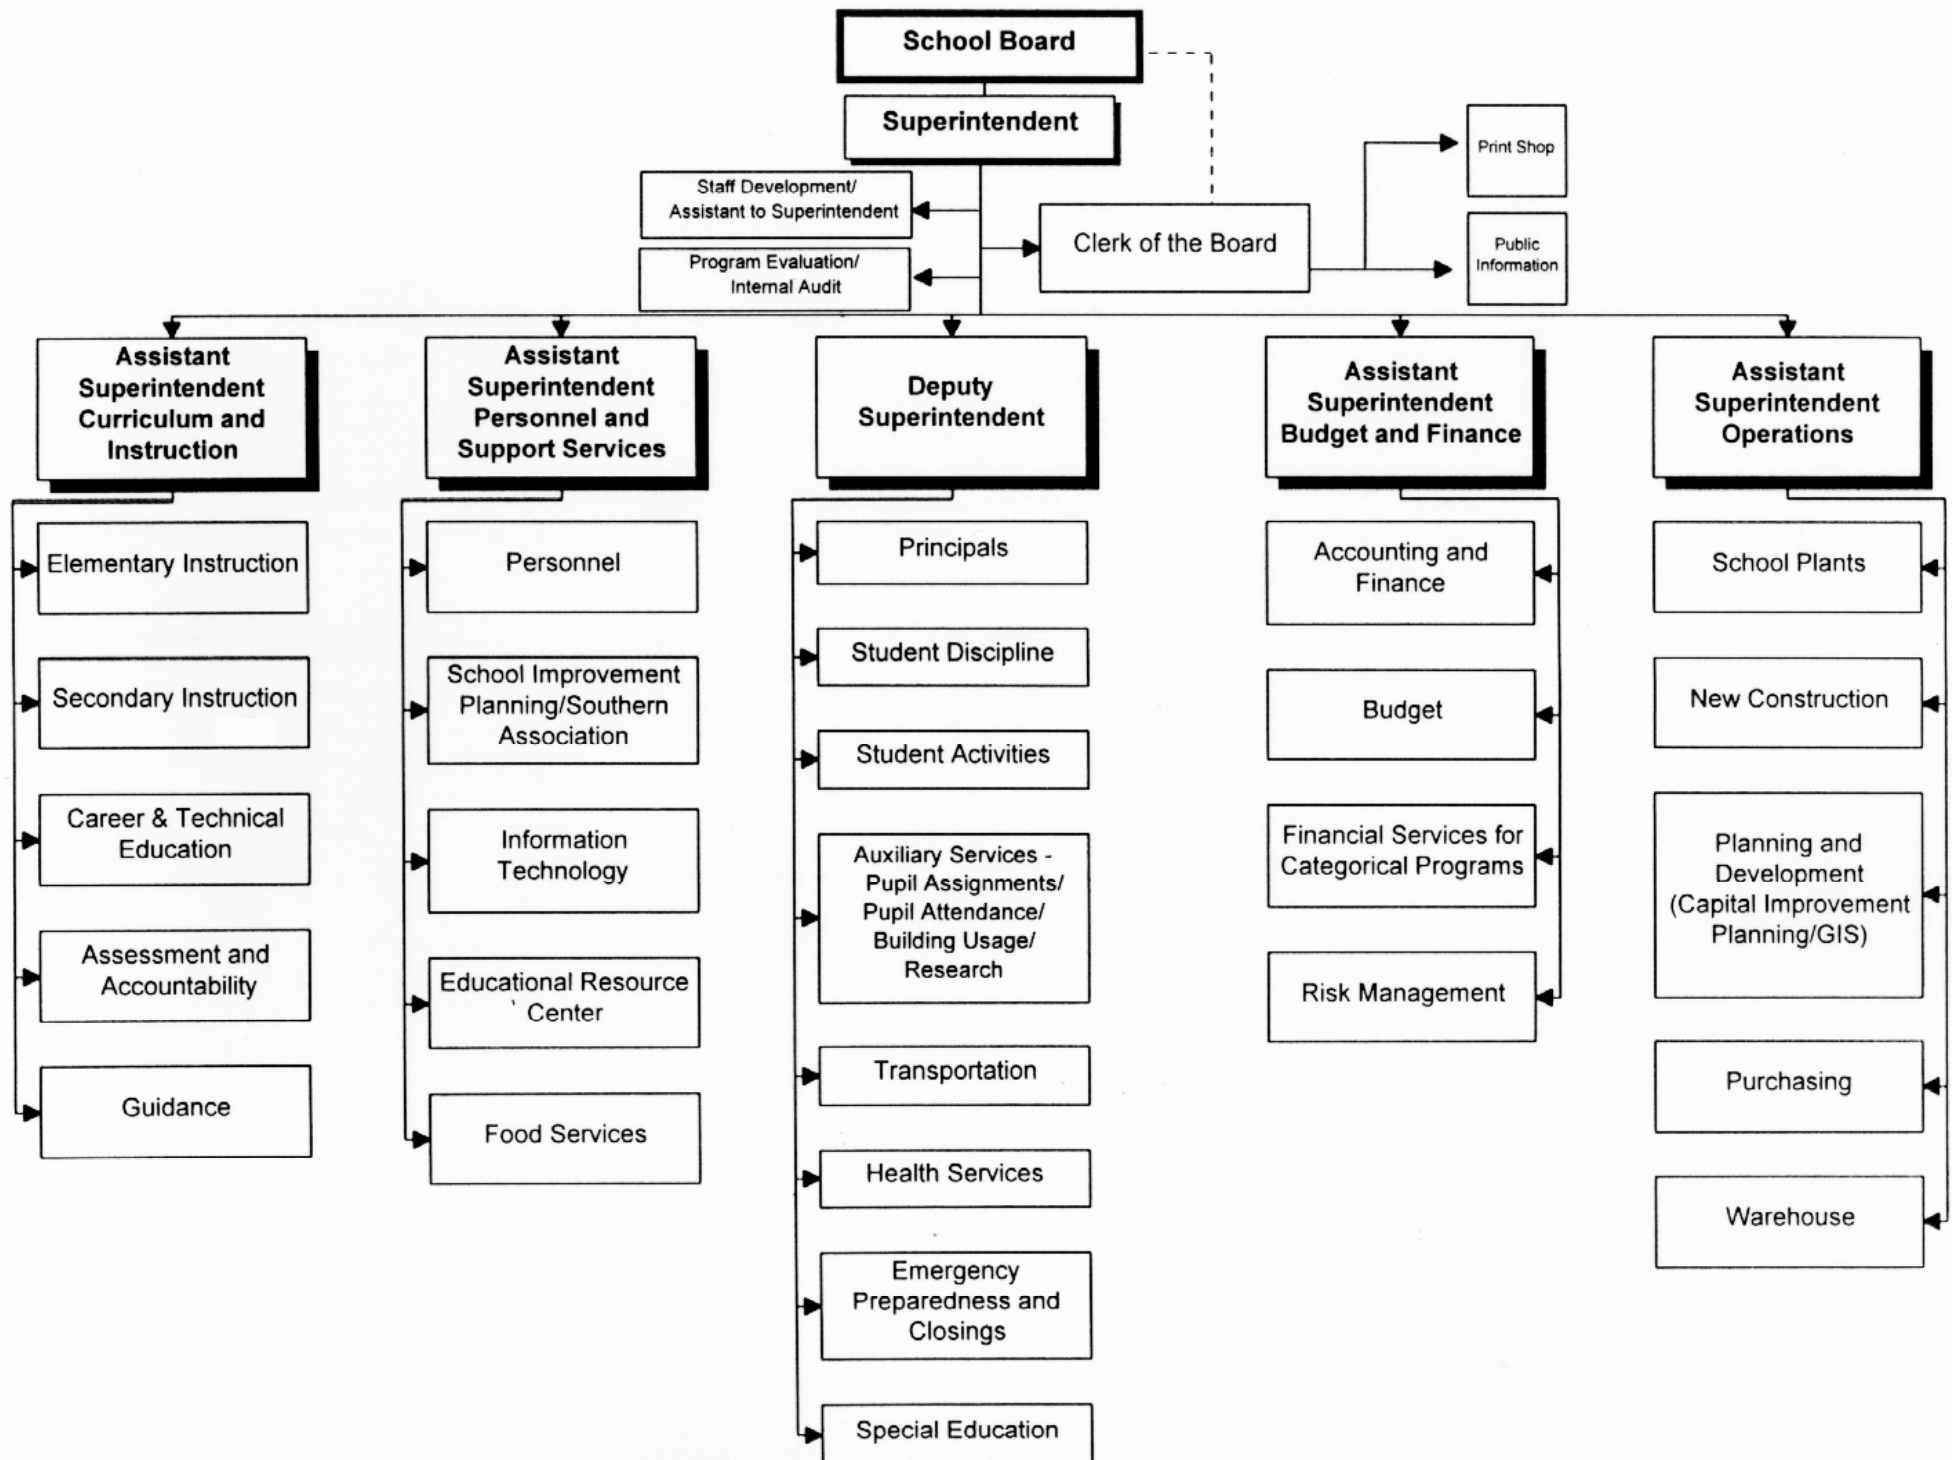 School Board
Superintendent
Print Shop
Staff Development/
Assistant to Superintendent
Clerk of the Board
Public
Information
Program Evaluation/
Internal Audit
Assistant
Superintendent
Curriculum and
Instruction
Assistant
Superintendent
Personnel and
Support Services
Deputy
Superintendent
Assistant
Superintendent
Budget and Finance
Assistant
Superintendent
Operations
Elementary Instruction
Secondary Instruction
Career & Technical
Education
Assessment and
Accountability
Guidance
Personnel
School Improvement
Planning/Southern
Association
Information
Technology
Educational Resource
Center
Food Services
Principals
Student Discipline
Student Activities
Auxiliary Services -
Pupil Assignments/
Pupil Attendance/
Building Usage/
Research
Transportation
Health Services
Emergency
Preparedness and
Closings
Special Education
Accounting and
Finance
Budget
Financial Services for
Categorical Programs
Risk Management
School Plants
New Construction
Planning and
Development
(Capital Improvement
Planning/GIS)
Purchasing
Warehouse